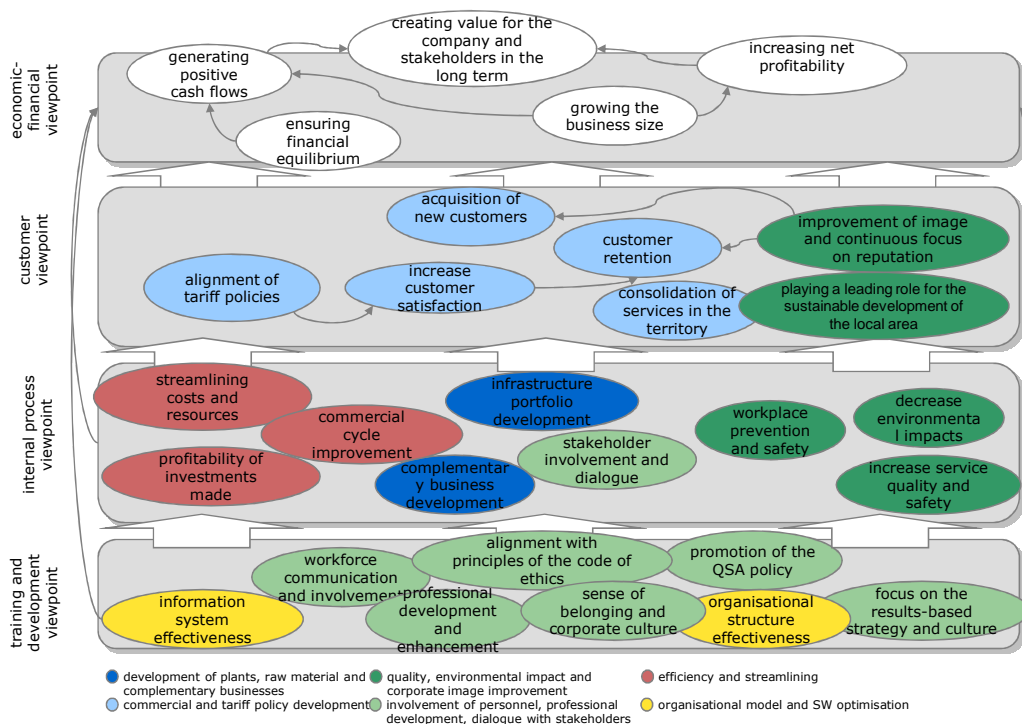 economic-
financial
viewpoint
creating value for the
company and
stakeholders in the
long term
generating
positive
cash flows
increasing net
profitability
growing the
business size
ensuring
financial
equilibrium
customer
viewpoint
acquisition of
new customers
improvement of image
and continuous focus
on reputation
customer
retention
alignment of
tariff policies
increase
customer
satisfaction
consolidation of
services in the
territory
playing a leading role for the
sustainable development of
the local area
internal process
viewpoint
streamlining
costs and
resources
infrastructure
portfolio
development
commercial
cycle
improvement
workplace
prevention
and safety
decrease
environmenta
l impacts
stakeholder
involvement and
dialogue
profitability of
investments
made
complementar
y business
development
increase service
quality and
safety
training and
development
viewpoint
workforce
communication
and involvement
alignment with
principles of the code of
ethics
promotion of the
QSA policy
information
system
effectiveness
professional
development
and
enhancement
sense of
belonging and
corporate culture
organisational
structure
effectiveness
focus on the
results-based
strategy and culture
development of plants, raw material and
complementary businesses
quality, environmental impact and
corporate image improvement
efficiency and streamlining
commercial and tariff policy development
involvement of personnel, professional
development, dialogue with stakeholders
organisational model and SW optimisation